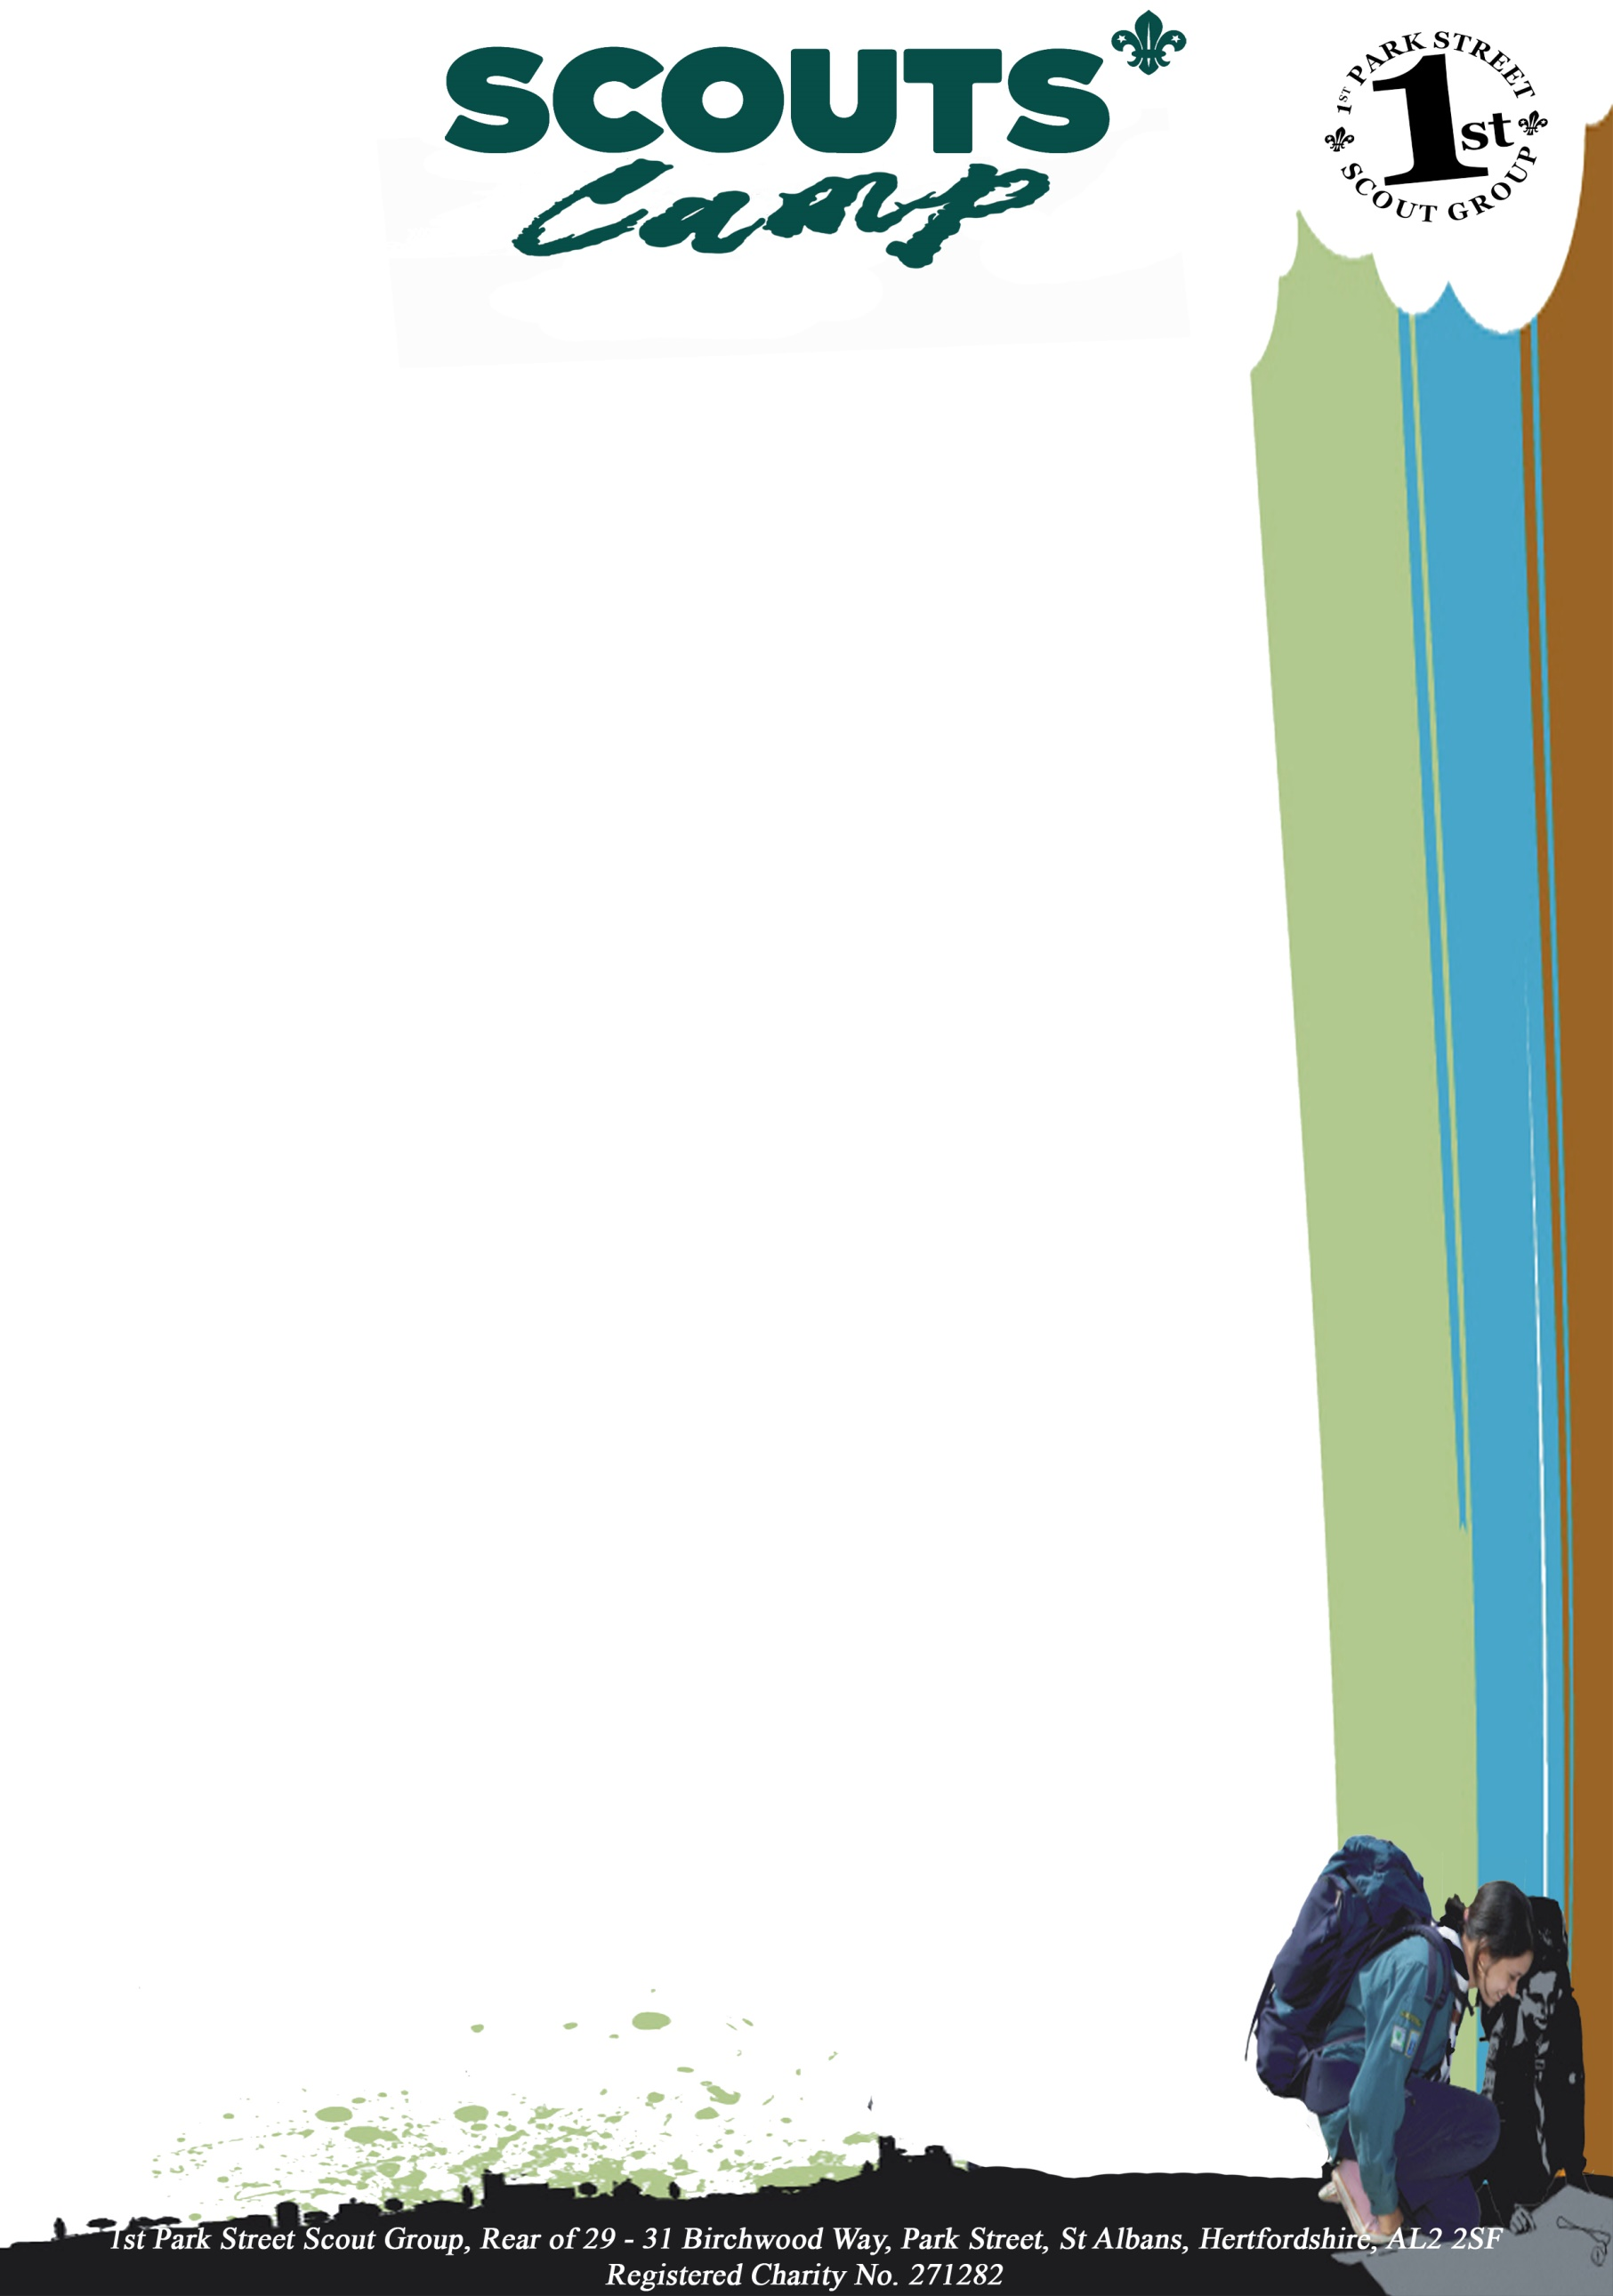 SCOUTS
Camp
1ST PARK STREET
1st
SCOUT GROUP
1st Park Street Scout Group, Rear of 29 - 31 Birchwood Way, Park Street, St Albans, Hertfordshire, AL2 2SF
Registered Charity No. 271282